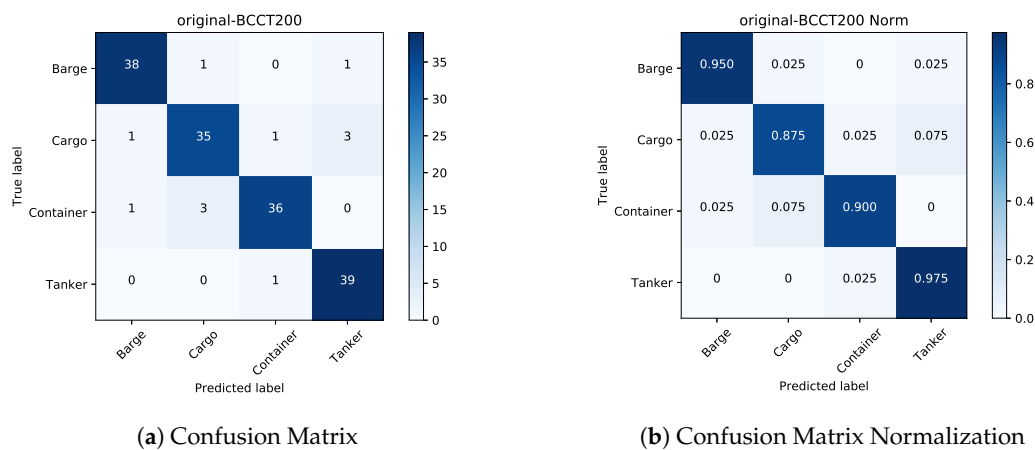 original-BCCT200
Barge 38 1 0 1
Cargo 1 35 1 3
Container 1 3 36 0
Tanker 0 0 1 39
Barge Cargo Container Tanker
Predicted label
True label
35
30
25
20
15
10
5
0
original-BCCT200 Norm
Barge 0.950 0.025 0 0.025
Cargo 0.025 0.875 0.025 0.075
Container 0.025 0.075 0.900 0
Tanker 0 0 0.025 0.975
Barge Cargo Container Tanker
Predicted label
True label
0.8
0.6
0.4
0.2
0.0
(a) Confusion Matrix
(b) Confusion Matrix Normalization